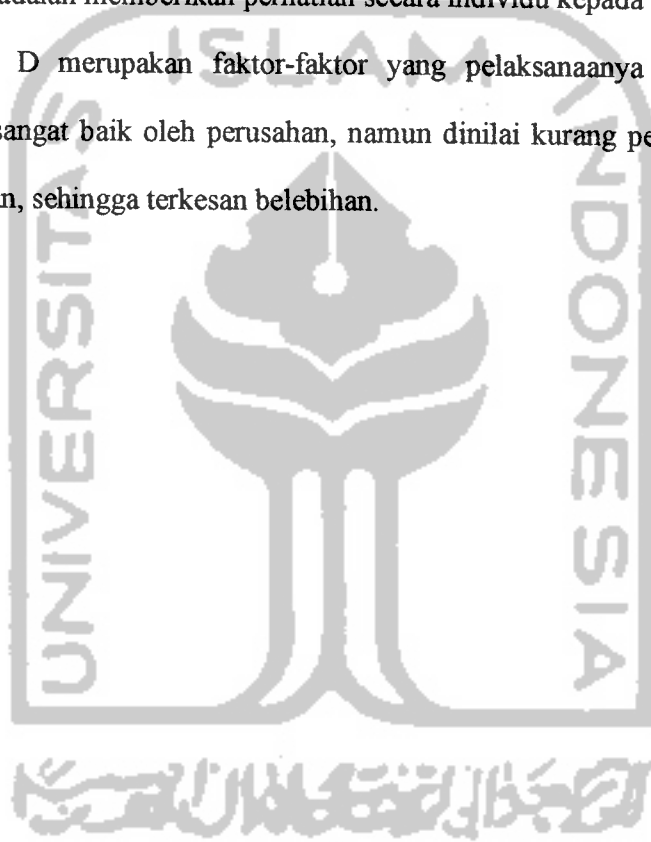 adalah memberikan perhatian secara individu kepada
D merupakan faktor-faktor yang pelaksanaanya
sangat baik oleh perusahan, namun dinilai kurang pe
n, sehingga terkesan belebihan.
UNIVERSITAS
ISLAM
INDONESIA